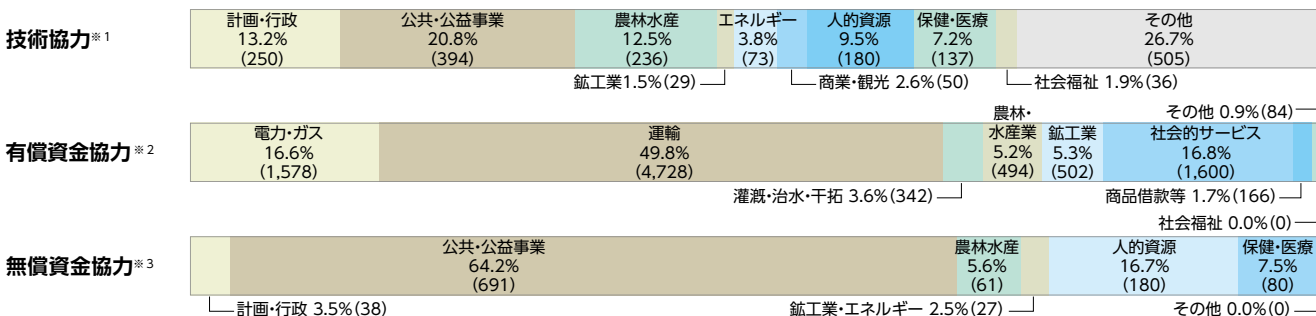 技術協力※1
計画・行政
13.2%
(250)
公共・公益事業
20.8%
(394)
農林水産
12.5%
(236)
エネルギー
3.8%
(73)
人的資源
9.5%
(180)
保健・医療
7.2%
(137)
その他
26.7%
(505)
鉱工業1.5%(29)
商業・観光 2.6%(50)
社会福祉 1.9%(36)
有償資金協力※2
電力・ガス
16.6%
(1,578)
運輸
49.8%
(4,728)
農林・
水産業
5.2%
(494)
鉱工業
5.3%
(502)
社会的サービス
16.8%
(1,600)
その他 0.9%(84)
灌漑・治水・干拓 3.6%(342)
商品借款等 1.7%(166)
無償資金協力※3
公共・公益事業
64.2%
(691)
農林水産
5.6%
(61)
人的資源
16.7%
(180)
保健・医療
7.5%
(80)
社会福祉 0.0%(0)
計画・行政 3.5%(38)
鉱工業・エネルギー 2.5%(27)
その他 0.0%(0)